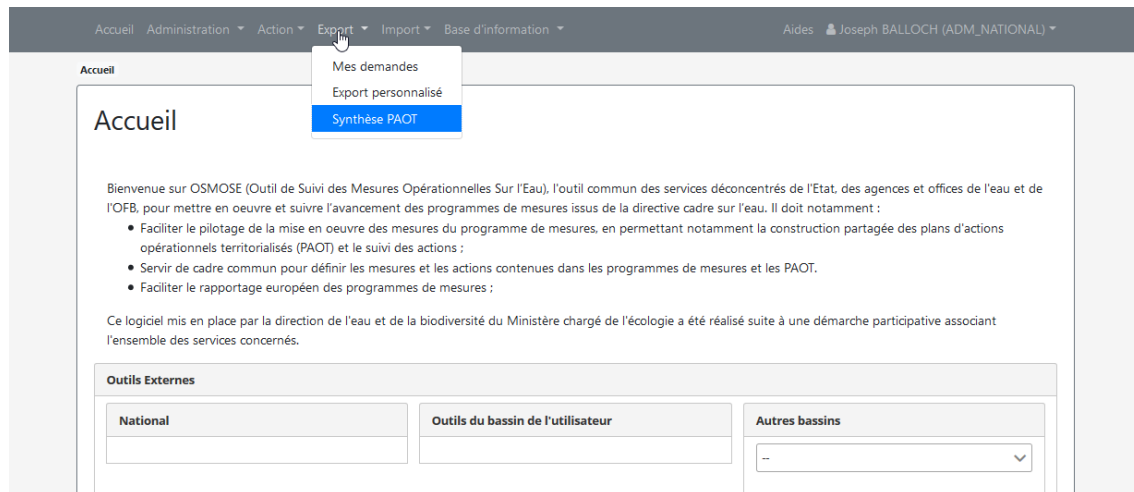 Accueil Administration Action Export Import Base d'information Aides Joseph BALLOCH (ADM_NATIONAL)
Mes demandes
Export personnalisé
Synthèse PAOT
Accueil
Accueil
Bienvenue sur OSMOSE (Outil de Suivi des Mesures Opérationnelles Sur l'Eau), l'outil commun des services déconcentrés de l'Etat, des agences et offices de l'eau et de
l'OFB, pour mettre en oeuvre et suivre l'avancement des programmes de mesures issus de la directive cadre sur l'eau. Il doit notamment :
• Faciliter le pilotage de la mise en oeuvre des mesures du programme de mesures, en permettant notamment la construction partagée des plans d'actions
opérationnels territorialisés (PAOT) et le suivi des actions ;
• Servir de cadre commun pour définir les mesures et les actions contenues dans les programmes de mesures et les PAOT.
• Faciliter le rapportage européen des programmes de mesures ;
Ce logiciel mis en place par la direction de l'eau et de la biodiversité du Ministère chargé de l'écologie a été réalisé suite à une démarche participative associant
l'ensemble des services concernés.
Outils Externes
National
Outils du bassin de l'utilisateur
Autres bassins
--